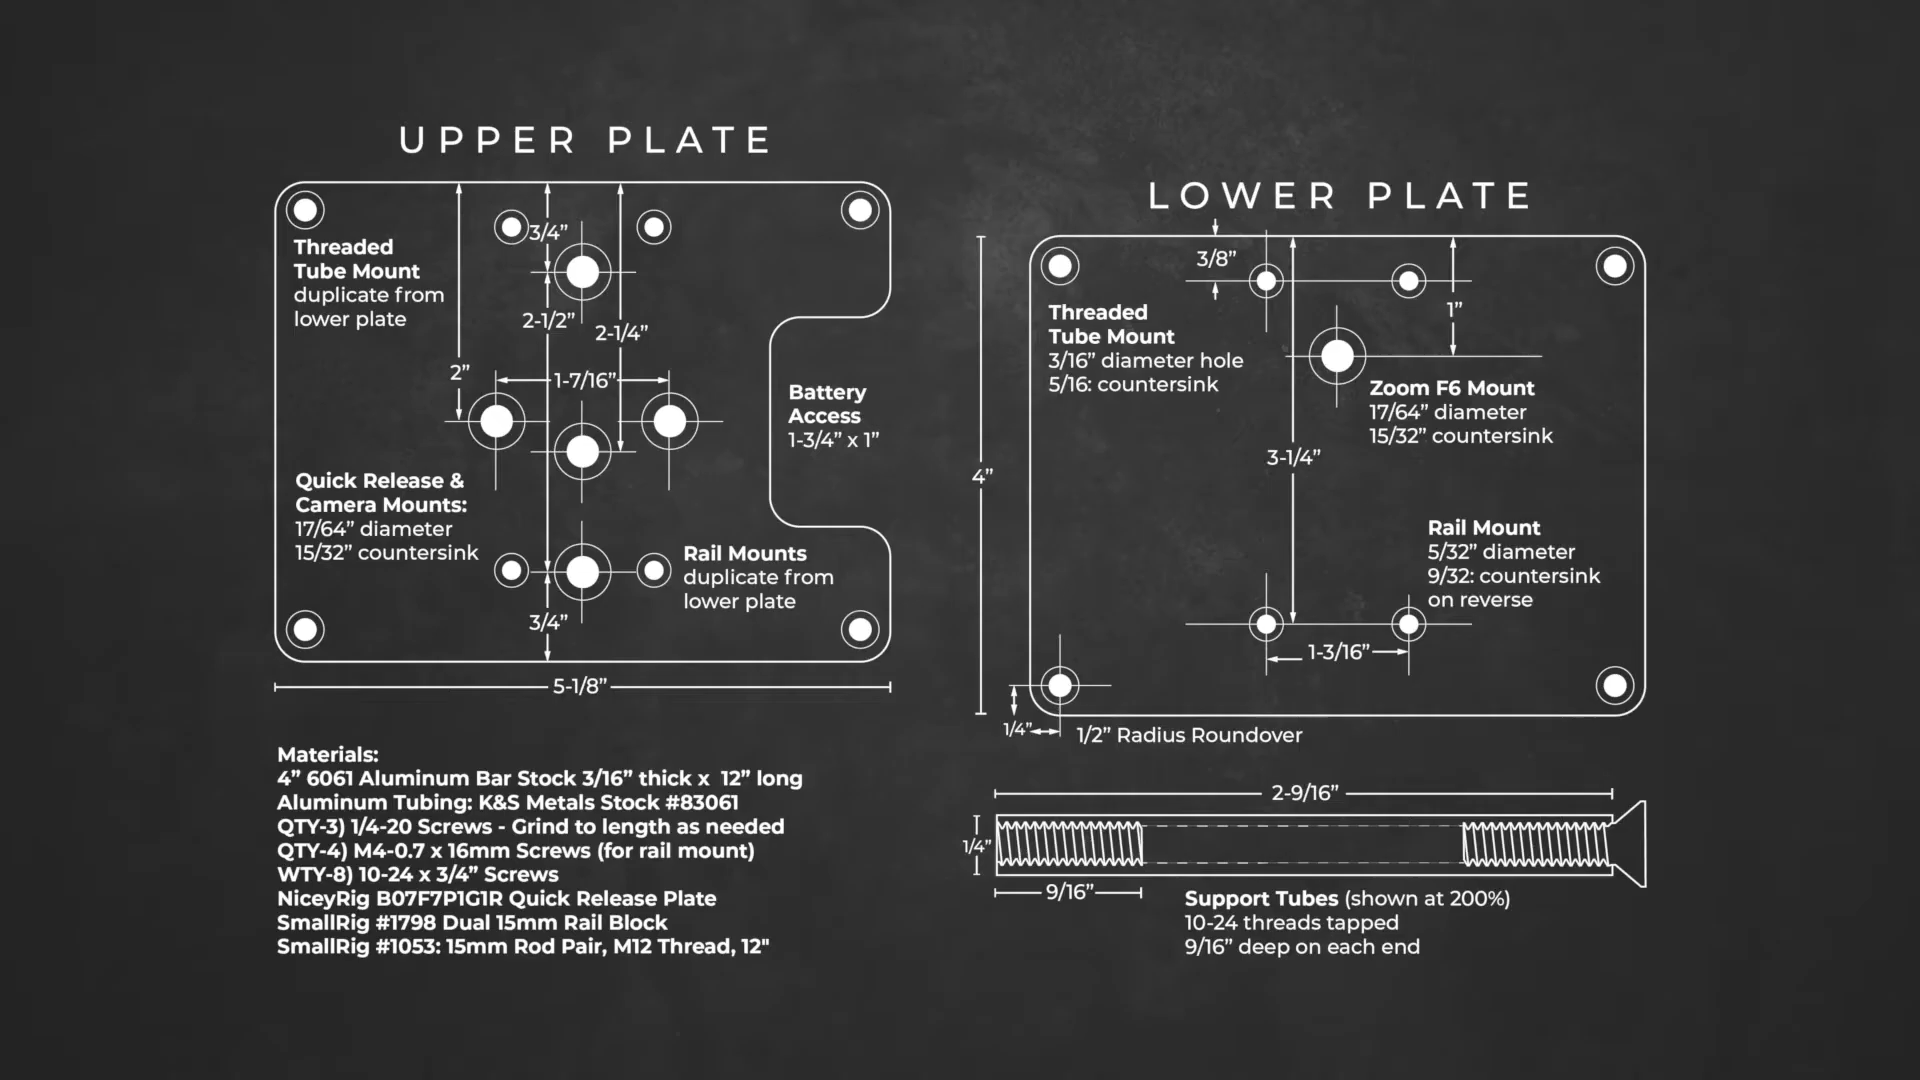 UPPER PLATE
3/4”
Threaded
Tube Mount
duplicate from
lower plate
2-1/2”
2-1/4”
2”
1-7/16”
Battery
Access
1-3/4” x 1”
Quick Release &
Camera Mounts:
17/64” diameter
15/32” countersink
Rail Mounts
duplicate from
lower plate
3/4”
5-1/8”
LOWER PLATE
3/8”
1”
Threaded
Tube Mount
3/16” diameter hole
5/16: countersink
Zoom F6 Mount
17/64” diameter
15/32” countersink
3-1/4”
4”
Rail Mount
5/32” diameter
9/32: countersink
on reverse
1-3/16”
1/4”
1/2” Radius Roundover
Materials:
4” 6061 Aluminum Bar Stock 3/16” thick x 12” long
Aluminum Tubing: K&S Metals Stock #83061
QTY-3) 1/4-20 Screws - Grind to length as needed
QTY-4) M4-0.7 x 16mm Screws (for rail mount)
WTY-8) 10-24 x 3/4” Screws
NiceyRig B07F7P1G1R Quick Release Plate
SmallRig #1798 Dual 15mm Rail Block
SmallRig #1053: 15mm Rod Pair, M12 Thread, 12"
2-9/16”
1/4”
9/16”
Support Tubes (shown at 200%)
10-24 threads tapped
9/16” deep on each end